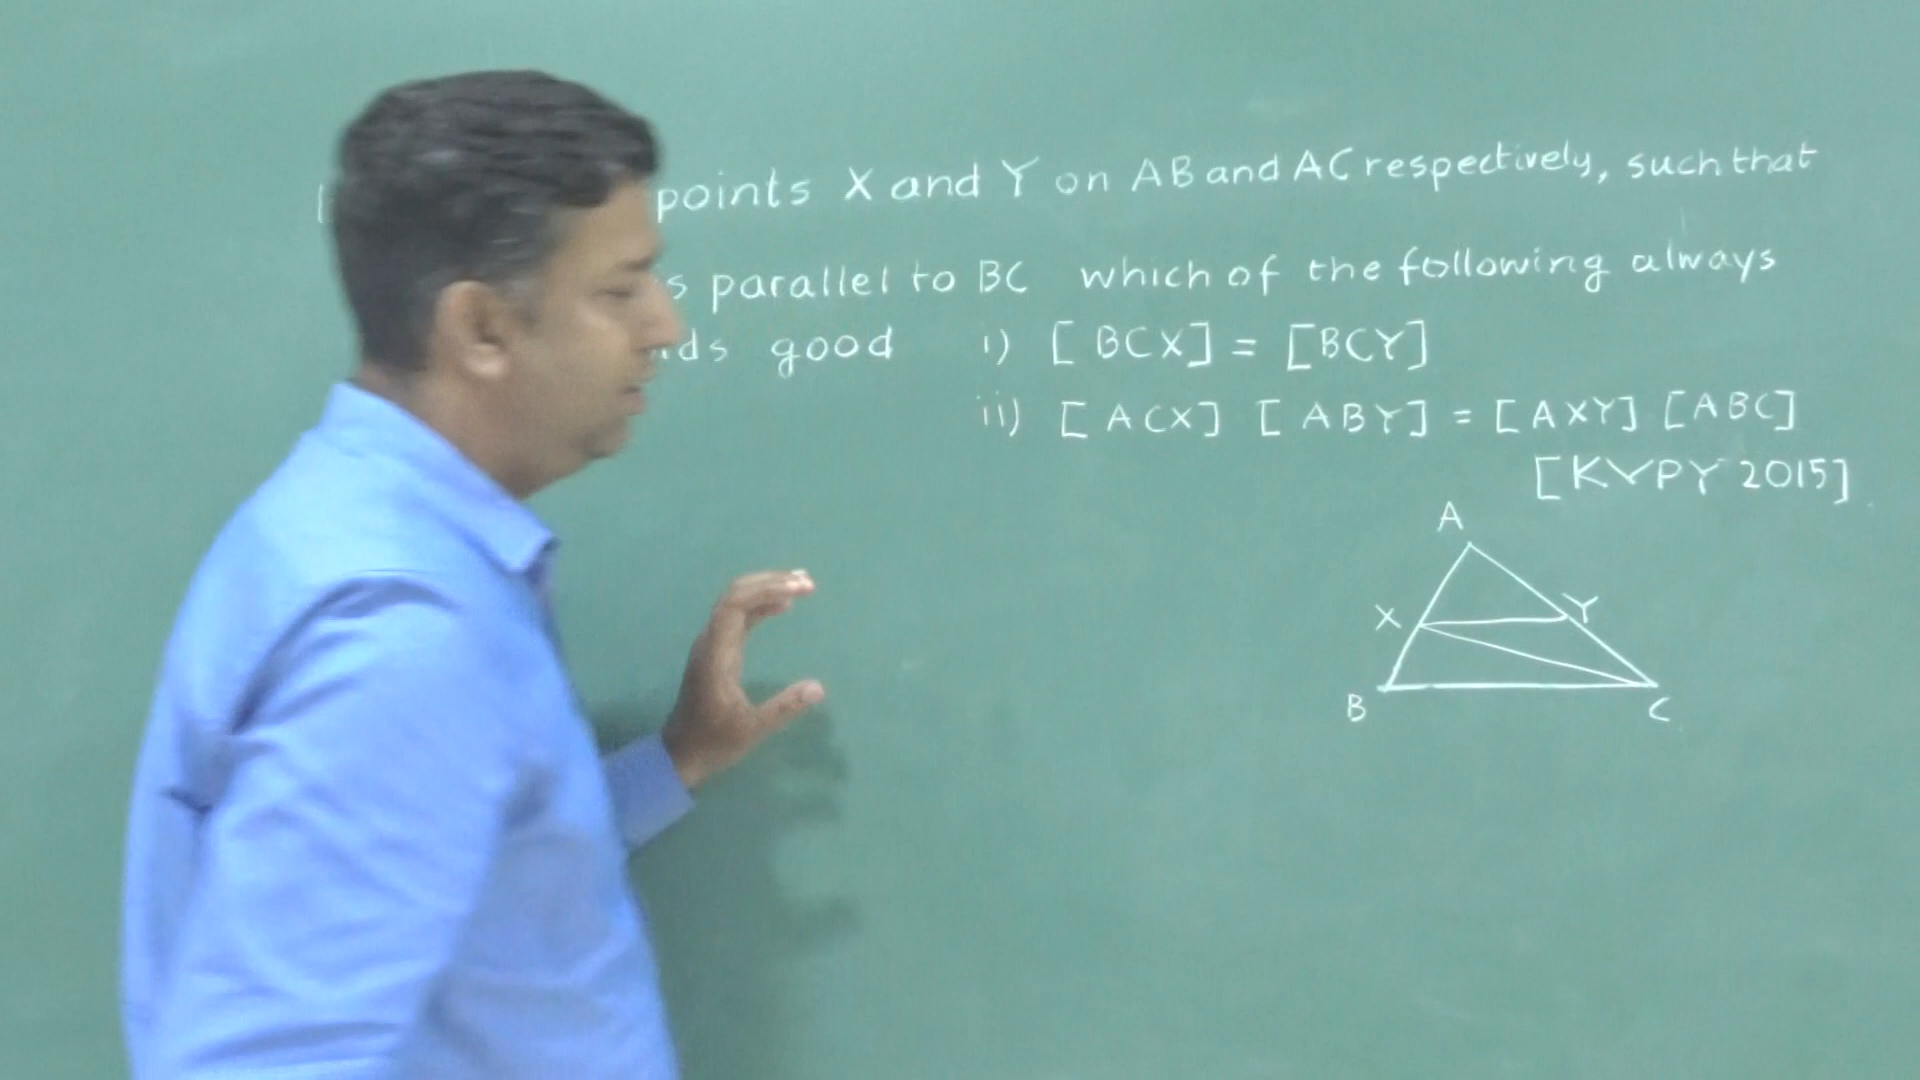 points X and Y on AB and AC respectively, such that
parallel to BC which of the following always
good i) [BCX] = [BCY]
ii) [ACX] [ABY] = [AXY] [ABC]
[KVPY 2015]
A
X Y
B C